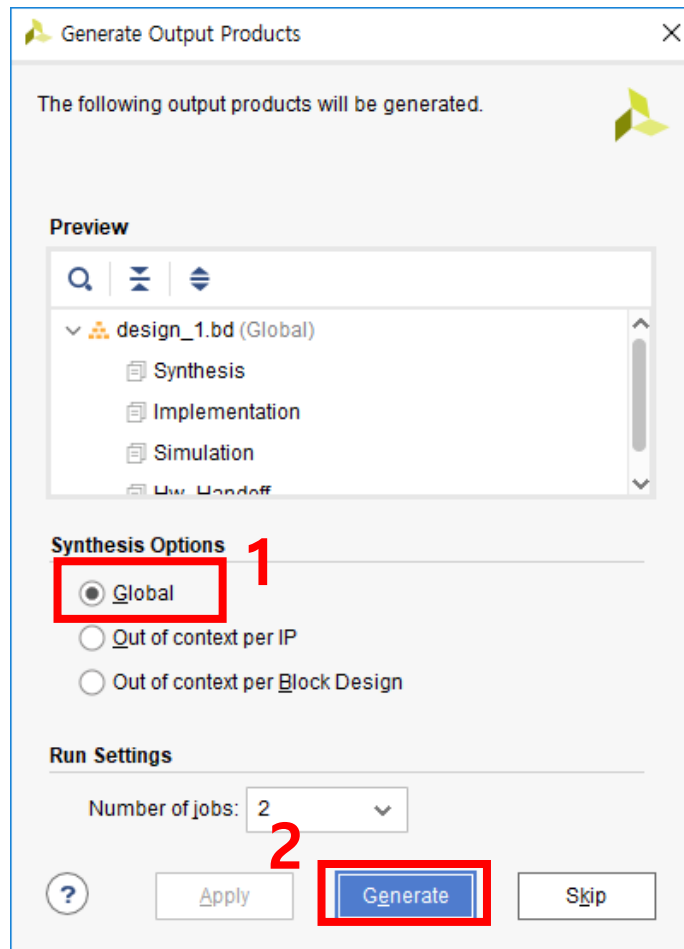 Generate Output Products
The following output products will be generated.
Preview
design_1.bd (Global)
Synthesis
Implementation
Simulation
Hw_Handoff
Synthesis Options
1
Global
Out of context per IP
Out of context per Block Design
Run Settings
Number of jobs: 2
2
? Apply Generate Skip